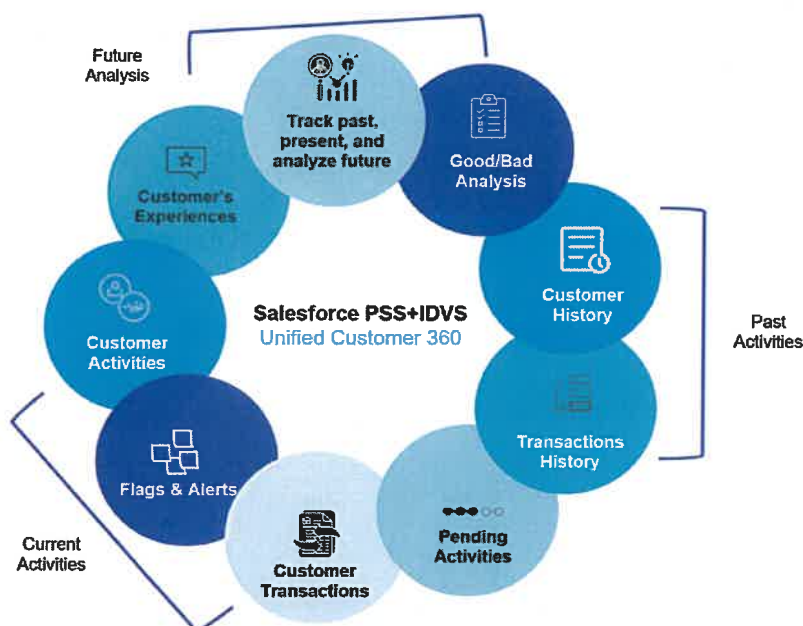 Future
Analysis
Track past,
present, and
analyze future
Good/Bad
Analysis
Customer's
Experiences
Customer
History
Salesforce PSS+IDVS
Unified Customer 360
Past
Activities
Customer
Activities
Transactions
History
Flags & Alerts
Pending
Activities
Current
Activities
Customer
Transactions